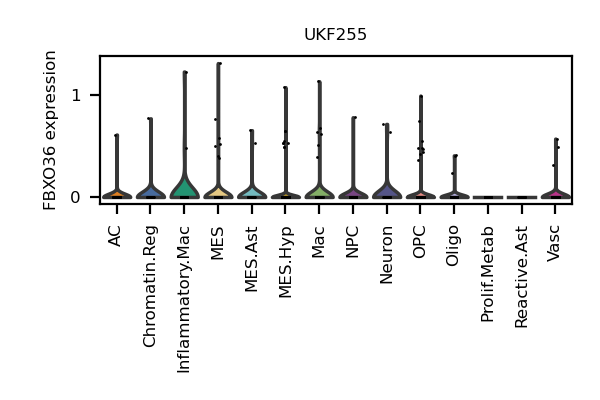 UKF255
FBXO36 expression
1
0
AC
Chromatin.Reg
Inflammatory.Mac
MES
MES.Ast
MES.Hyp
Mac
NPC
Neuron
OPC
Oligo
Prolif.Metab
Reactive.Ast
Vasc